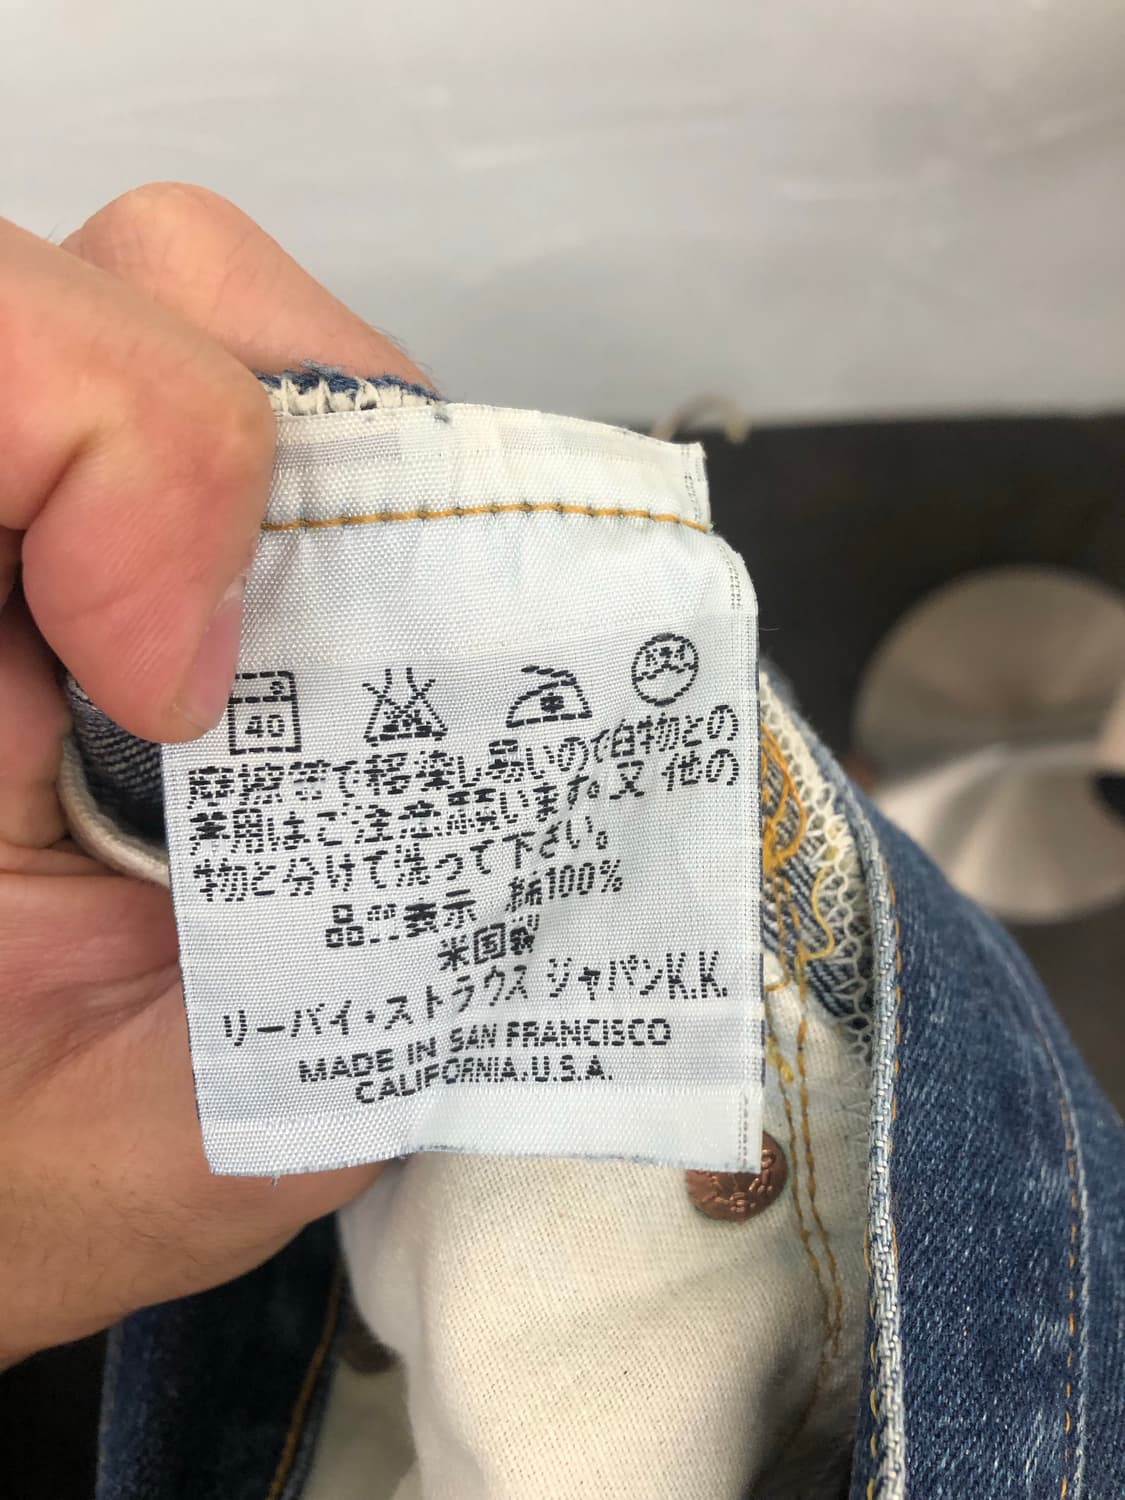 40
摩擦等で移染し易いので白物との
着用はご注意願います。又 他の
物と分けて洗って下さい。
品質表示 綿100%
米国製
リーバイ・ストラウス ジャパンK.K.
MADE IN SAN FRANCISCO
CALIFORNIA.U.S.A.